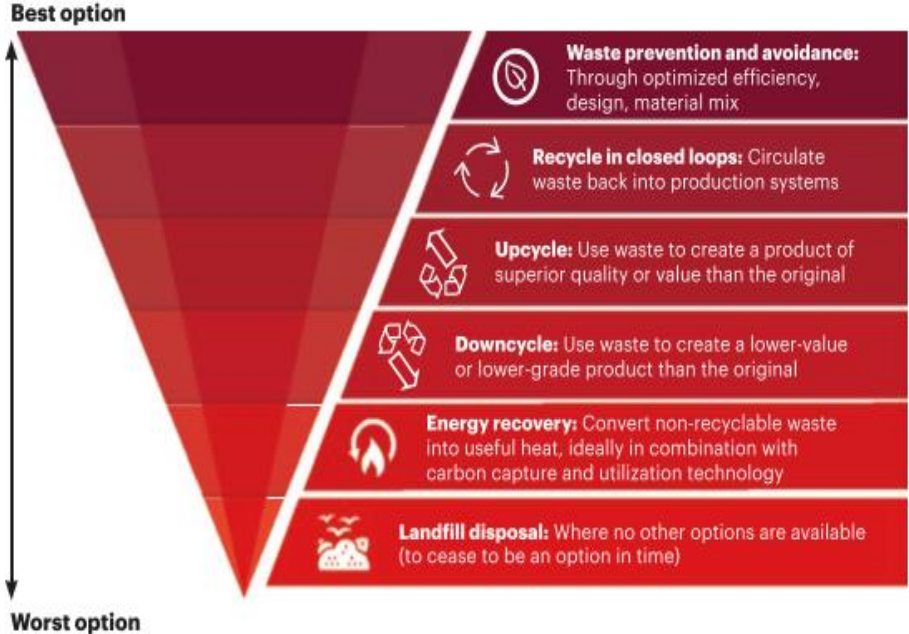 Best option
Waste prevention and avoidance:
Through optimized efficiency,
design, material mix
Recycle in closed loops: Circulate
waste back into production systems
Upcycle: Use waste to create a product of
superior quality or value than the original
Downcycle: Use waste to create a lower-value
or lower-grade product than the original
Energy recovery: Convert non-recyclable waste
into useful heat, ideally in combination with
carbon capture and utilization technology
Landfill disposal: Where no other options are available
(to cease to be an option in time)
Worst option